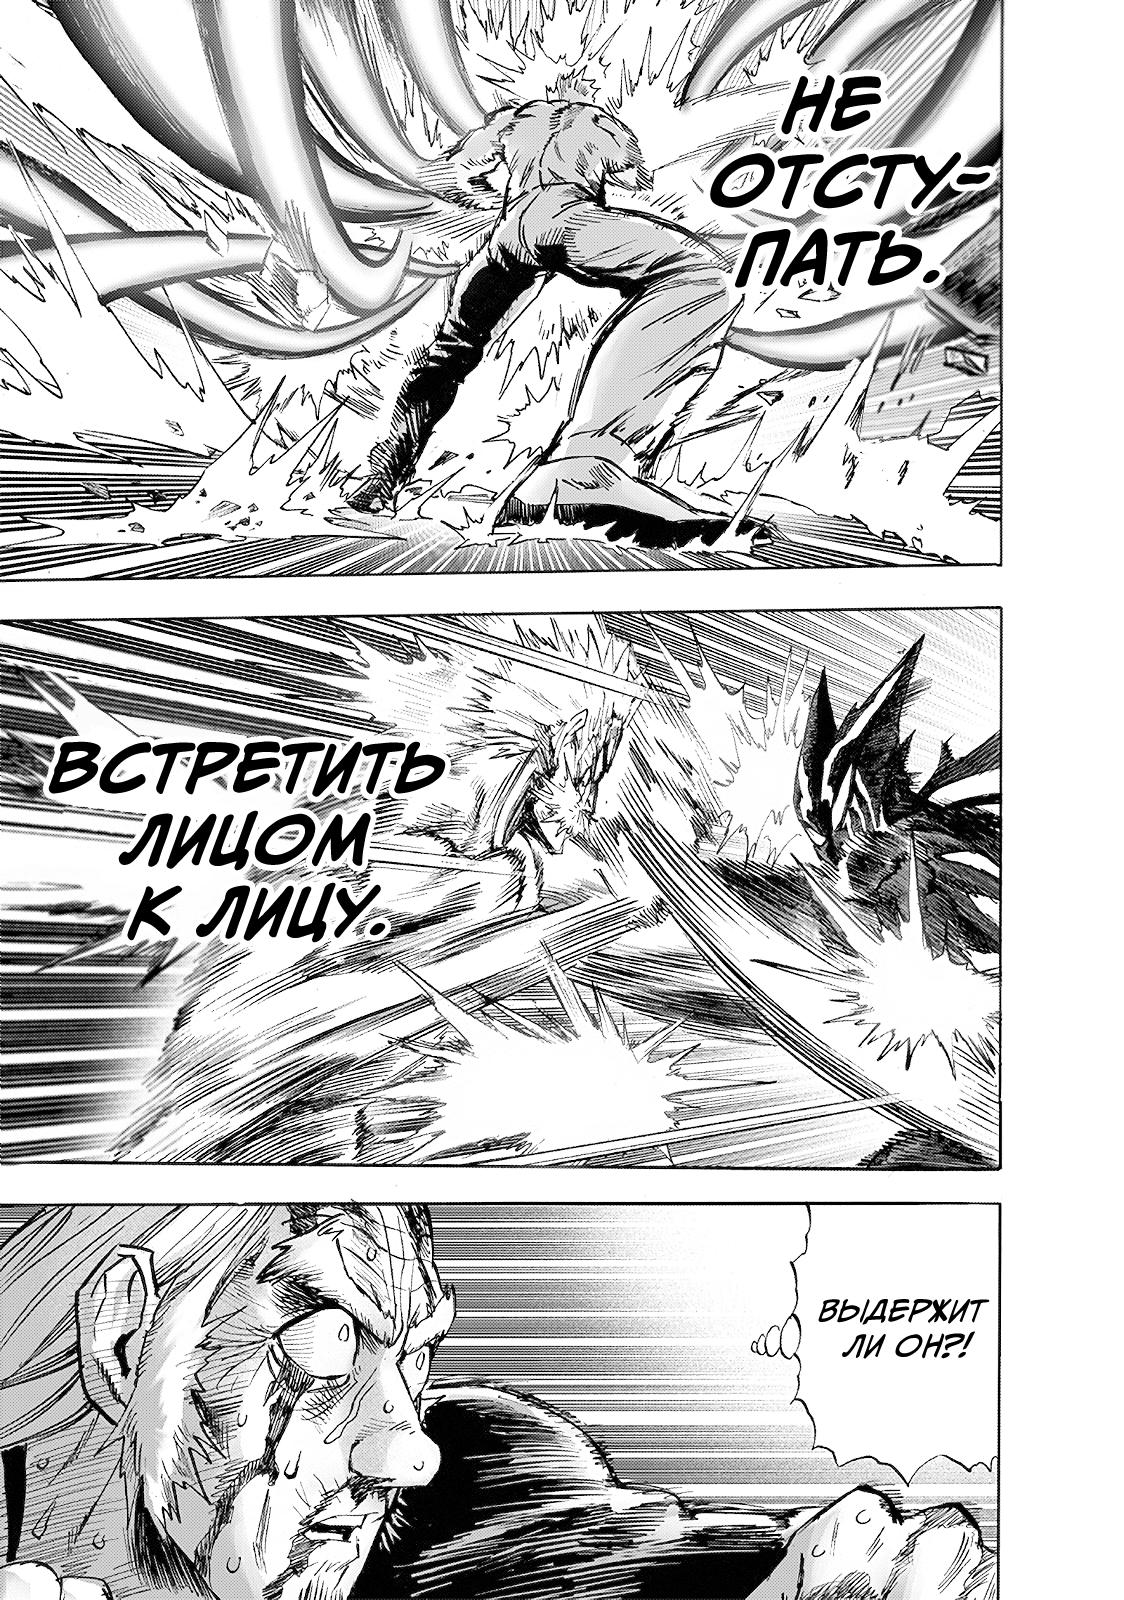 НЕ
ОТСТУ-
ПАТЬ.
ВСТРЕТИТЬ
ЛИЦОМ
К ЛИЦУ.
ВЫДЕРЖИТ
ЛИ ОН?!